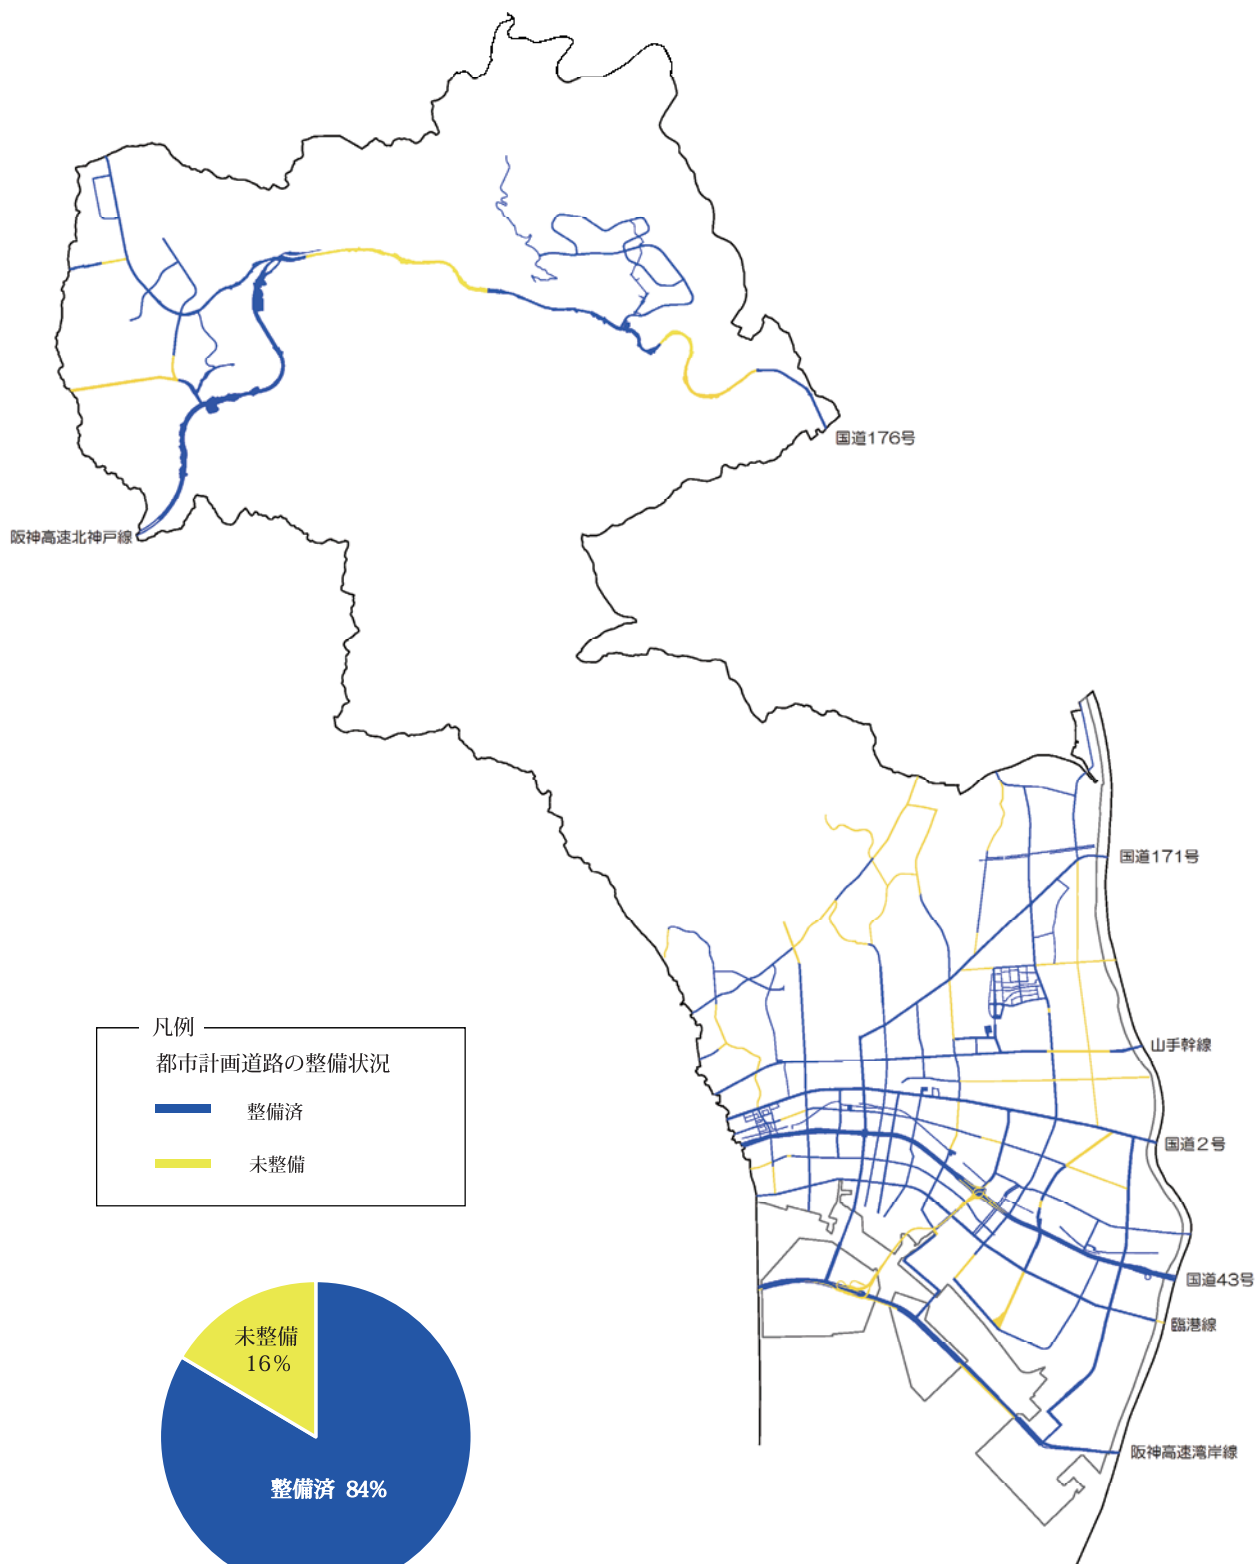 国道176号
阪神高速北神戸線
国道171号
山手幹線
国道2号
国道43号
臨港線
阪神高速湾岸線
凡例
都市計画道路の整備状況
整備済
未整備
未整備
16%
整備済 84%